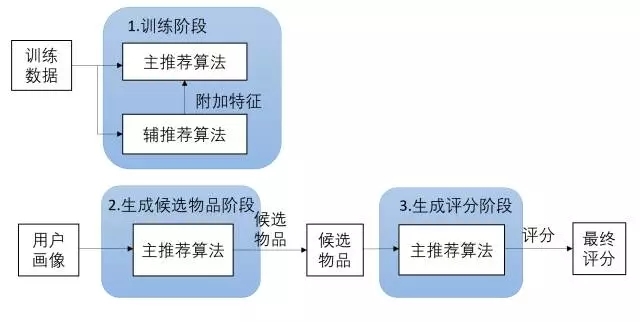 1.训练阶段
训练
数据
主推荐算法
附加特征
辅推荐算法
2.生成候选物品阶段
用户
画像
主推荐算法
候选
物品
候选
物品
3.生成评分阶段
主推荐算法
评分
最终
评分